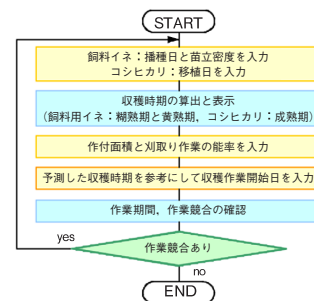 START
飼料イネ：播種日と苗立密度を入力
コシヒカリ：移植日を入力
収穫時期の算出と表示
（飼料用イネ：糊熟期と黄熟期，コシヒカリ：成熟期）
作付面積と刈取り作業の能率を入力
予測した収穫時期を参考にして収穫作業開始日を入力
作業期間，作業競合の確認
yes
作業競合あり
no
END